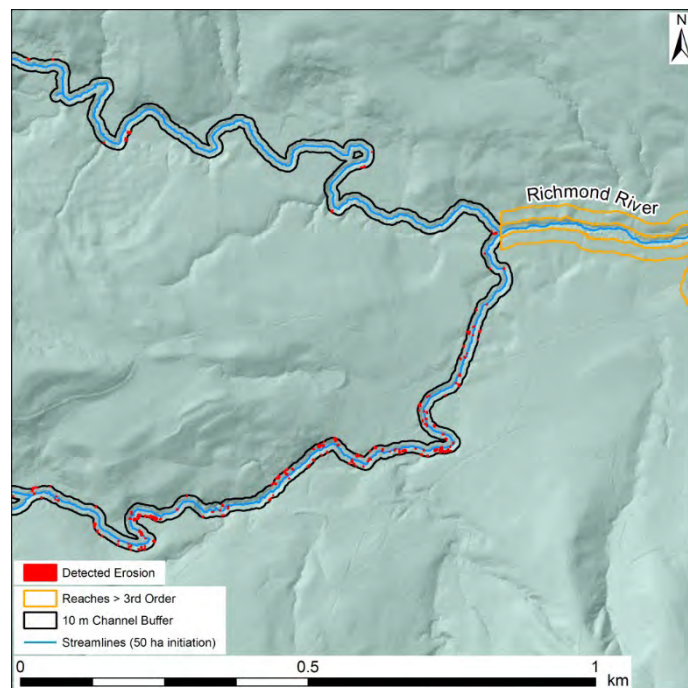 N
Richmond River
Detected Erosion
Reaches > 3rd Order
10 m Channel Buffer
Streamlines (50 ha initiation)
0 0.5 1
km